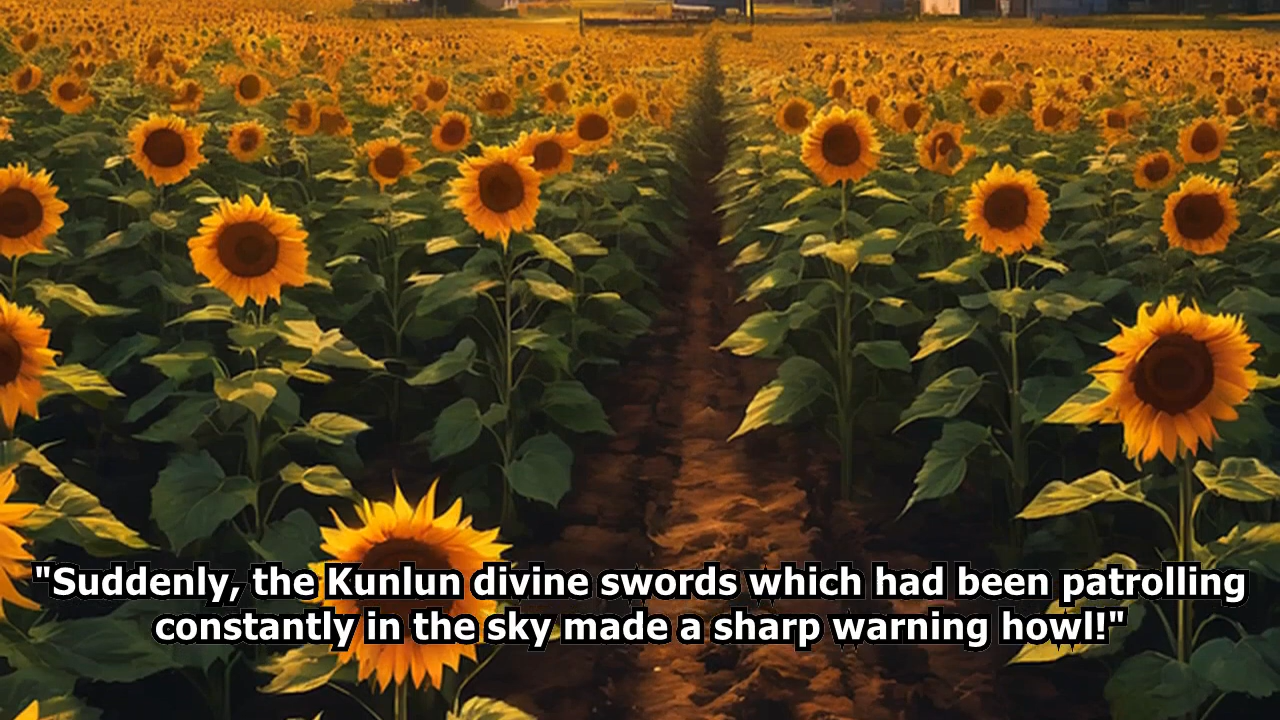 "Suddenly, the Kunlun divine swords which had been patrolling
constantly in the sky made a sharp warning howl!"